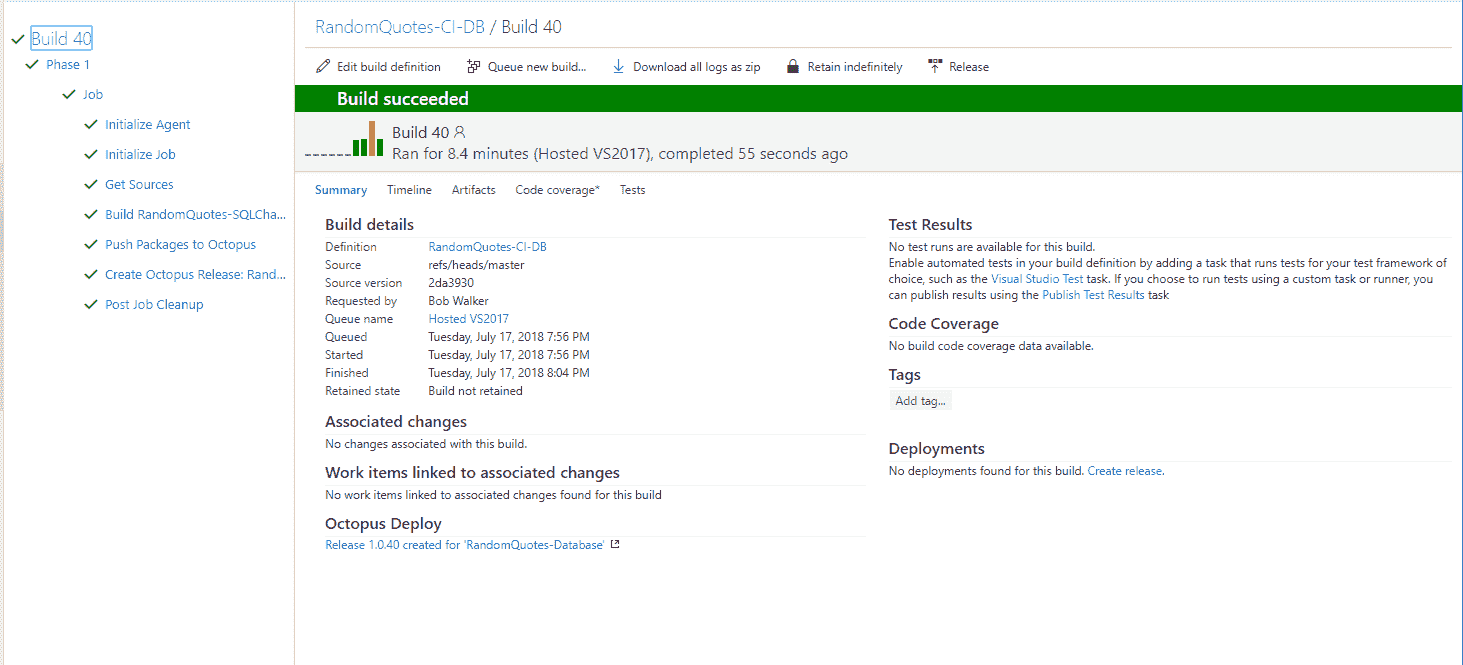 Build 40
Phase 1
Job
Initialize Agent
Initialize Job
Get Sources
Build RandomQuotes-SQLCha...
Push Packages to Octopus
Create Octopus Release: Rand...
Post Job Cleanup
RandomQuotes-CI-DB / Build 40
Edit build definition Queue new build... Download all logs as zip Retain indefinitely Release
Build succeeded
Build 40
Ran for 8.4 minutes (Hosted VS2017), completed 55 seconds ago
Summary Timeline Artifacts Code coverage* Tests
Build details
Definition RandomQuotes-CI-DB
Source refs/heads/master
Source version 2da3930
Requested by Bob Walker
Queue name Hosted VS2017
Queued Tuesday, July 17, 2018 7:56 PM
Started Tuesday, July 17, 2018 7:56 PM
Finished Tuesday, July 17, 2018 8:04 PM
Retained state Build not retained
Associated changes
No changes associated with this build.
Work items linked to associated changes
No work items linked to associated changes found for this build
Octopus Deploy
Release 1.0.40 created for 'RandomQuotes-Database'
Test Results
No test runs are available for this build.
Enable automated tests in your build definition by adding a task that runs tests for your test framework of
choice, such as the Visual Studio Test task. If you choose to run tests using a custom task or runner, you
can publish results using the Publish Test Results task
Code Coverage
No build code coverage data available.
Tags
Add tag...
Deployments
No deployments found for this build. Create release.